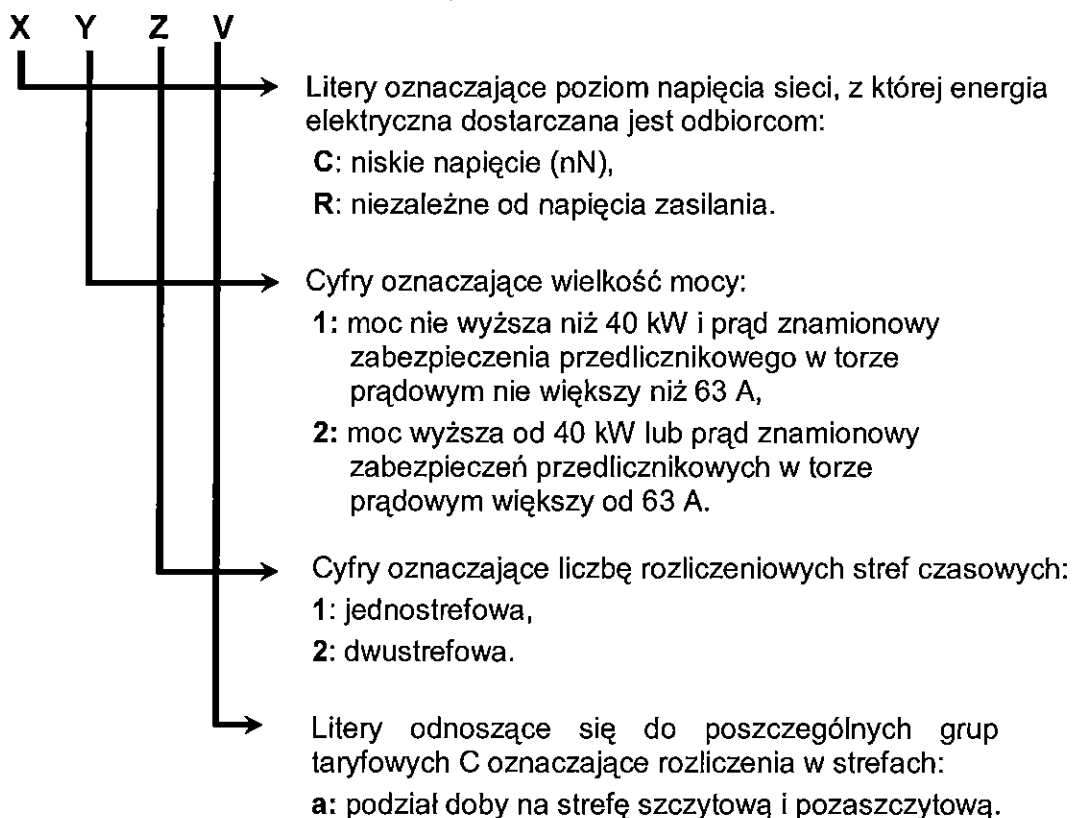 X Y Z V
Litery oznaczające poziom napięcia sieci, z której energia
elektryczna dostarczana jest odbiorcom:
C: niskie napięcie (nN),
R: niezależne od napięcia zasilania.
Cyfry oznaczające wielkość mocy:
1: moc nie wyższa niż 40 kW i prąd znamionowy
zabezpieczenia przedlicznikowego w torze
prądowym nie większy niż 63 A,
2: moc wyższa od 40 kW lub prąd znamionowy
zabezpieczeń przedlicznikowych w torze
prądowym większy od 63 A.
Cyfry oznaczające liczbę rozliczeniowych stref czasowych:
1: jednostrefowa,
2: dwustrefowa.
Litery odnoszące się do poszczególnych grup
taryfowych C oznaczające rozliczenia w strefach:
a: podział doby na strefę szczytową i pozaszczytową.